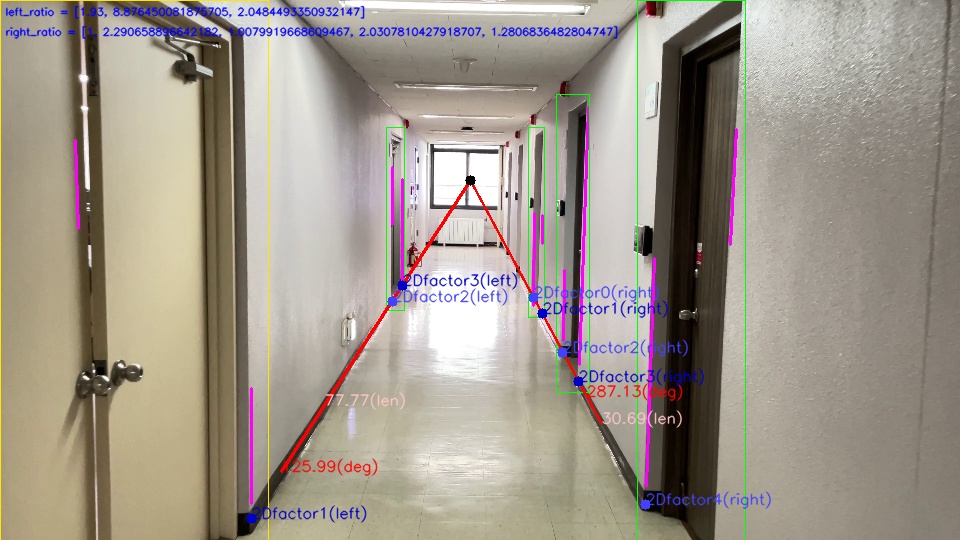 left_ratio = [1.93, 8.876450081875705, 2.0484493350932147]
right_ratio = [1, 2.290658896642182, 1.0079919668609467, 2.0307810427918707, 1.2806836482804747]
2Dfactor3(left)
2Dfactor2(left)
2Dfactor0(right)
2Dfactor1(right)
2Dfactor2(right)
2Dfactor3(right)
287.13(deg)
77.77(len)
30.69(len)
125.99(deg)
2Dfactor4(right)
2Dfactor1(left)